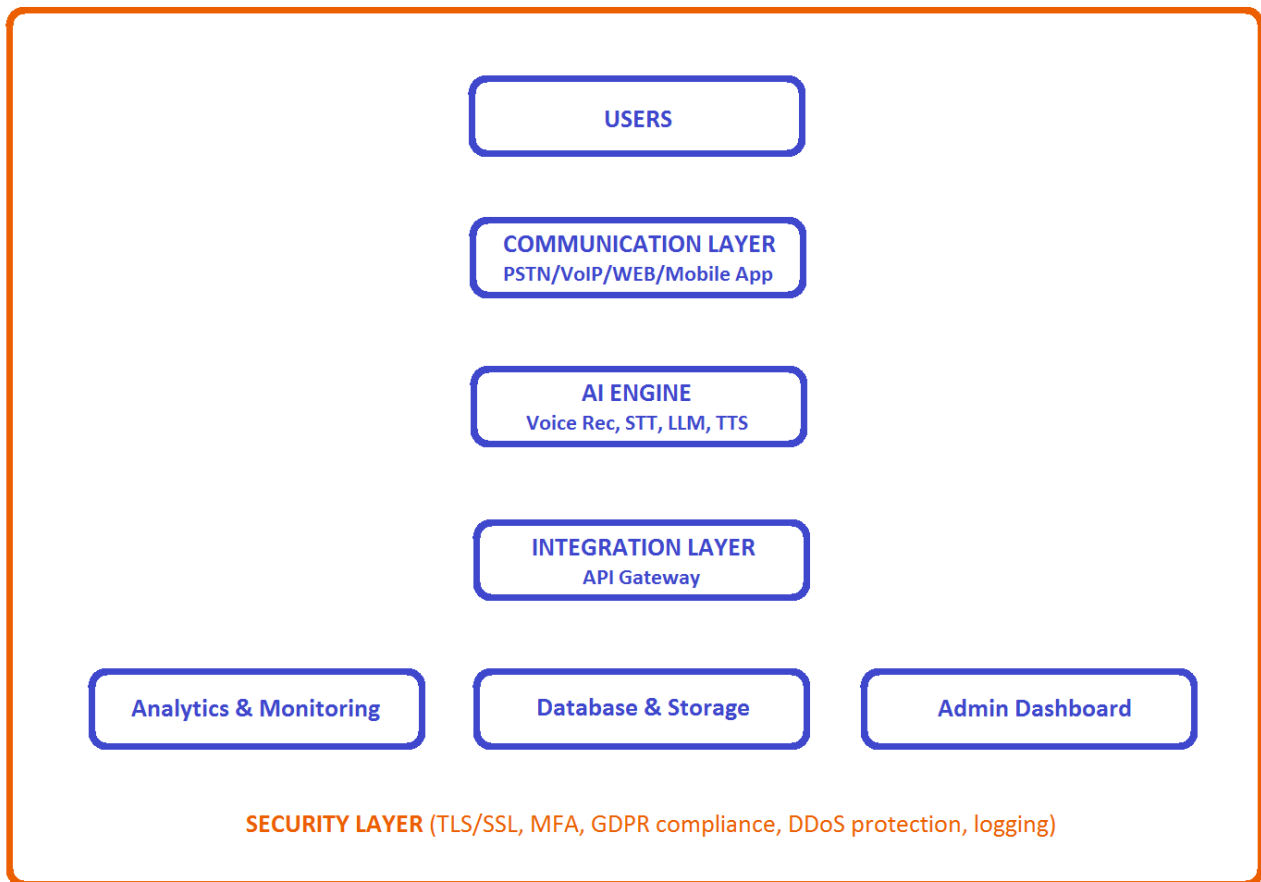 USERS
COMMUNICATION LAYER
PSTN/VoIP/WEB/Mobile App
AI ENGINE
Voice Rec, STT, LLM, TTS
INTEGRATION LAYER
API Gateway
Analytics & Monitoring
Database & Storage
Admin Dashboard
SECURITY LAYER (TLS/SSL, MFA, GDPR compliance, DDoS protection, logging)